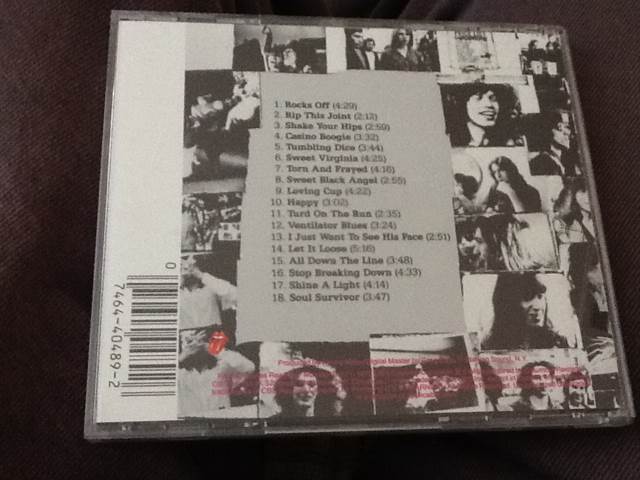 1. Rocks Off (4:29)
2. Rip This Joint (2:12)
3. Shake Your Hips (2:59)
4. Casino Boogie (3:32)
5. Tumbling Dice (3:44)
6. Sweet Virginia (4:25)
7. Torn And Frayed (4:16)
8. Sweet Black Angel (2:55)
9. Loving Cup (4:22)
10. Happy (3:02)
11. Turd On The Run (2:35)
12. Ventilator Blues (3:24)
13. I Just Want To See His Face (2:51)
14. Let It Loose (5:16)
15. All Down The Line (3:48)
16. Stop Breaking Down (4:33)
17. Shine A Light (4:14)
18. Soul Survivor (3:47)
0
7464-40489-2
Digital Master
N.Y.